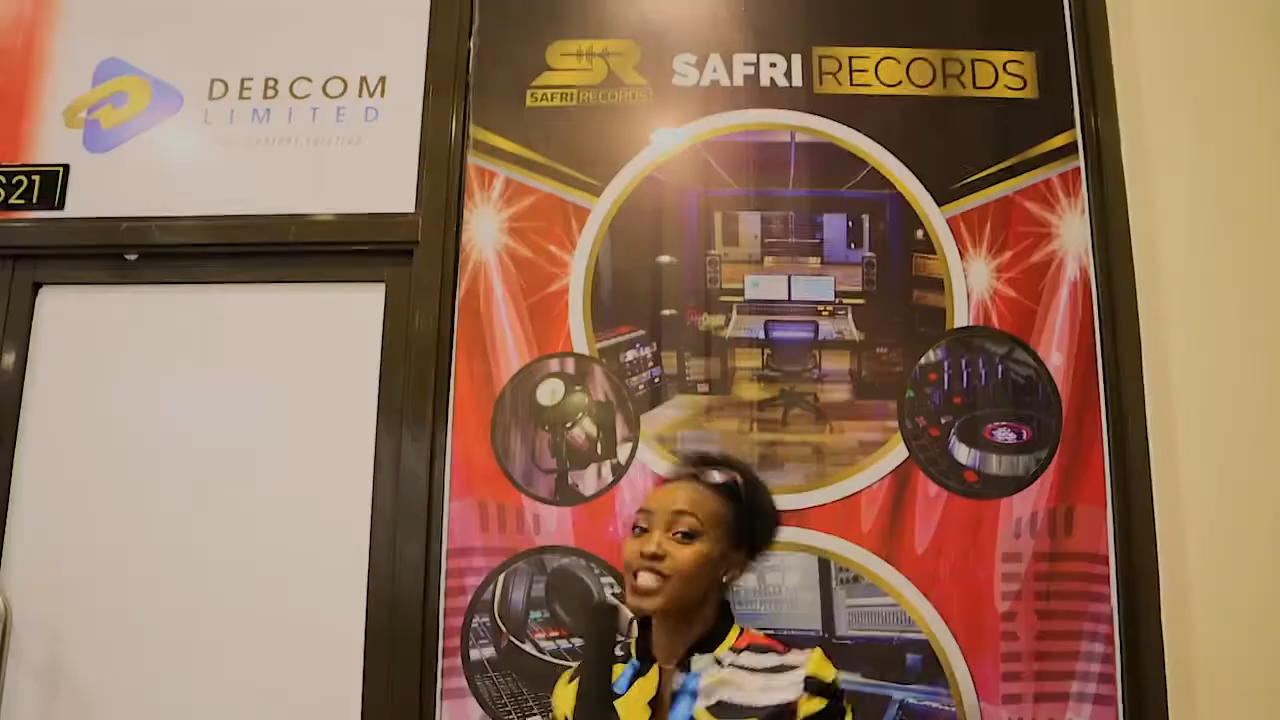 DEBCOM
LIMITED
S21
SR
SAFRI RECORDS
SAFRI RECORDS